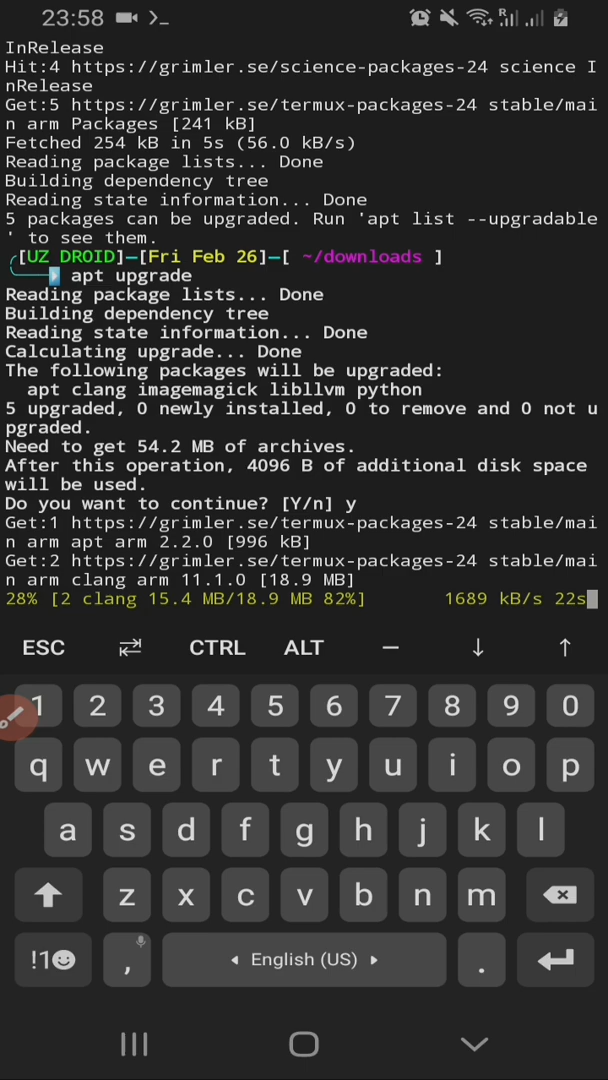 23:58
InRelease
Hit:4 https://grimler.se/science-packages-24 science I
nRelease
Get:5 https://grimler.se/termux-packages-24 stable/mai
n arm Packages [241 kB]
Fetched 254 kB in 5s (56.0 kB/s)
Reading package lists... Done
Building dependency tree
Reading state information... Done
5 packages can be upgraded. Run 'apt list --upgradable
' to see them.
[UZ DROID]-[Fri Feb 26]-[ ~/downloads ]
apt upgrade
Reading package lists... Done
Building dependency tree
Reading state information... Done
Calculating upgrade... Done
The following packages will be upgraded:
apt clang imagemagick libllvm python
5 upgraded, 0 newly installed, 0 to remove and 0 not u
pgraded.
Need to get 54.2 MB of archives.
After this operation, 4096 B of additional disk space
will be used.
Do you want to continue? [Y/n] y
Get:1 https://grimler.se/termux-packages-24 stable/mai
n arm apt arm 2.2.0 [996 kB]
Get:2 https://grimler.se/termux-packages-24 stable/mai
n arm clang arm 11.1.0 [18.9 MB]
28% [2 clang 15.4 MB/18.9 MB 82%] 1689 kB/s 22s
ESC CTRL ALT – ↓ ↑
1 2 3 4 5 6 7 8 9 0
q w e r t y u i o p
a s d f g h j k l
z x c v b n m
!1☺ , English (US) .